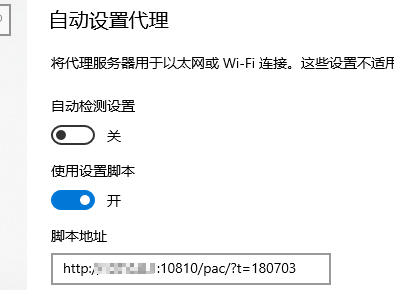 自动设置代理
将代理服务器用于以太网或 Wi-Fi 连接。这些设置不适用
自动检测设置
关
使用设置脚本
开
脚本地址
http: :10810/pac/?t=180703